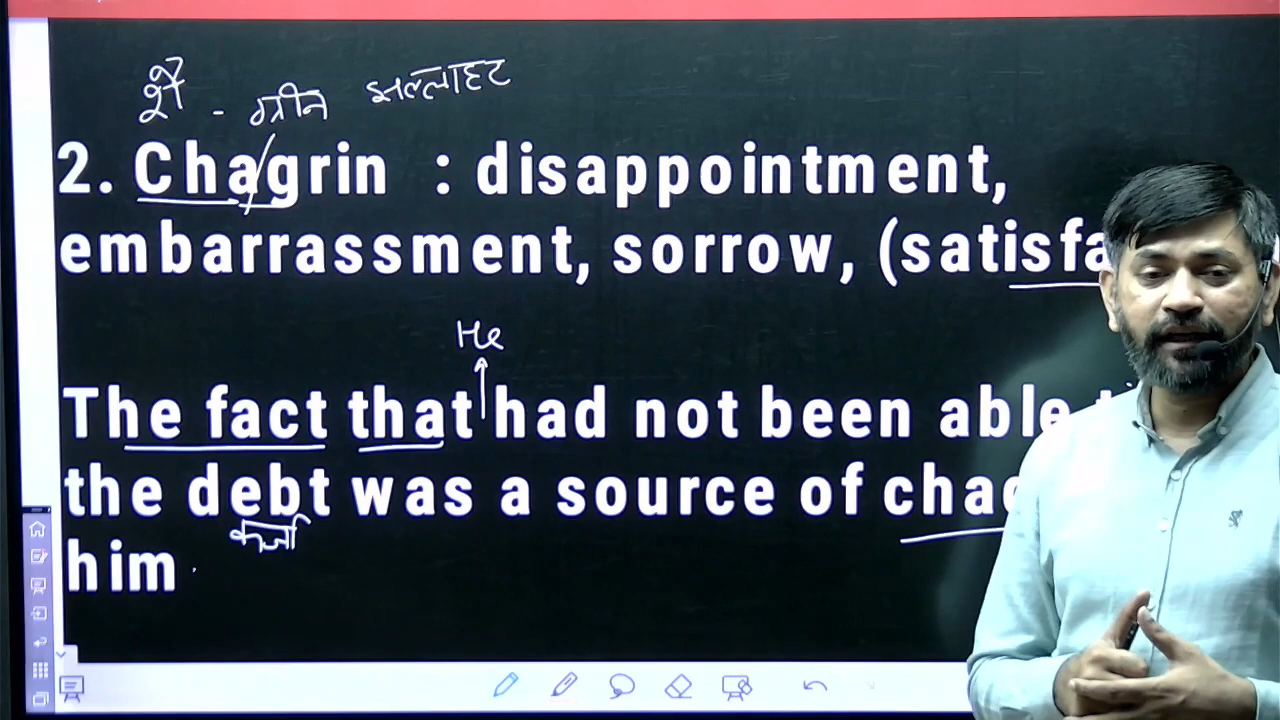 शै - ग्रीन झल्लाहट
2. Chagrin : disappointment,
embarrassment, sorrow, (satisfa
He
The fact that had not been able t
the debt was a source of chag
कर्जा
him